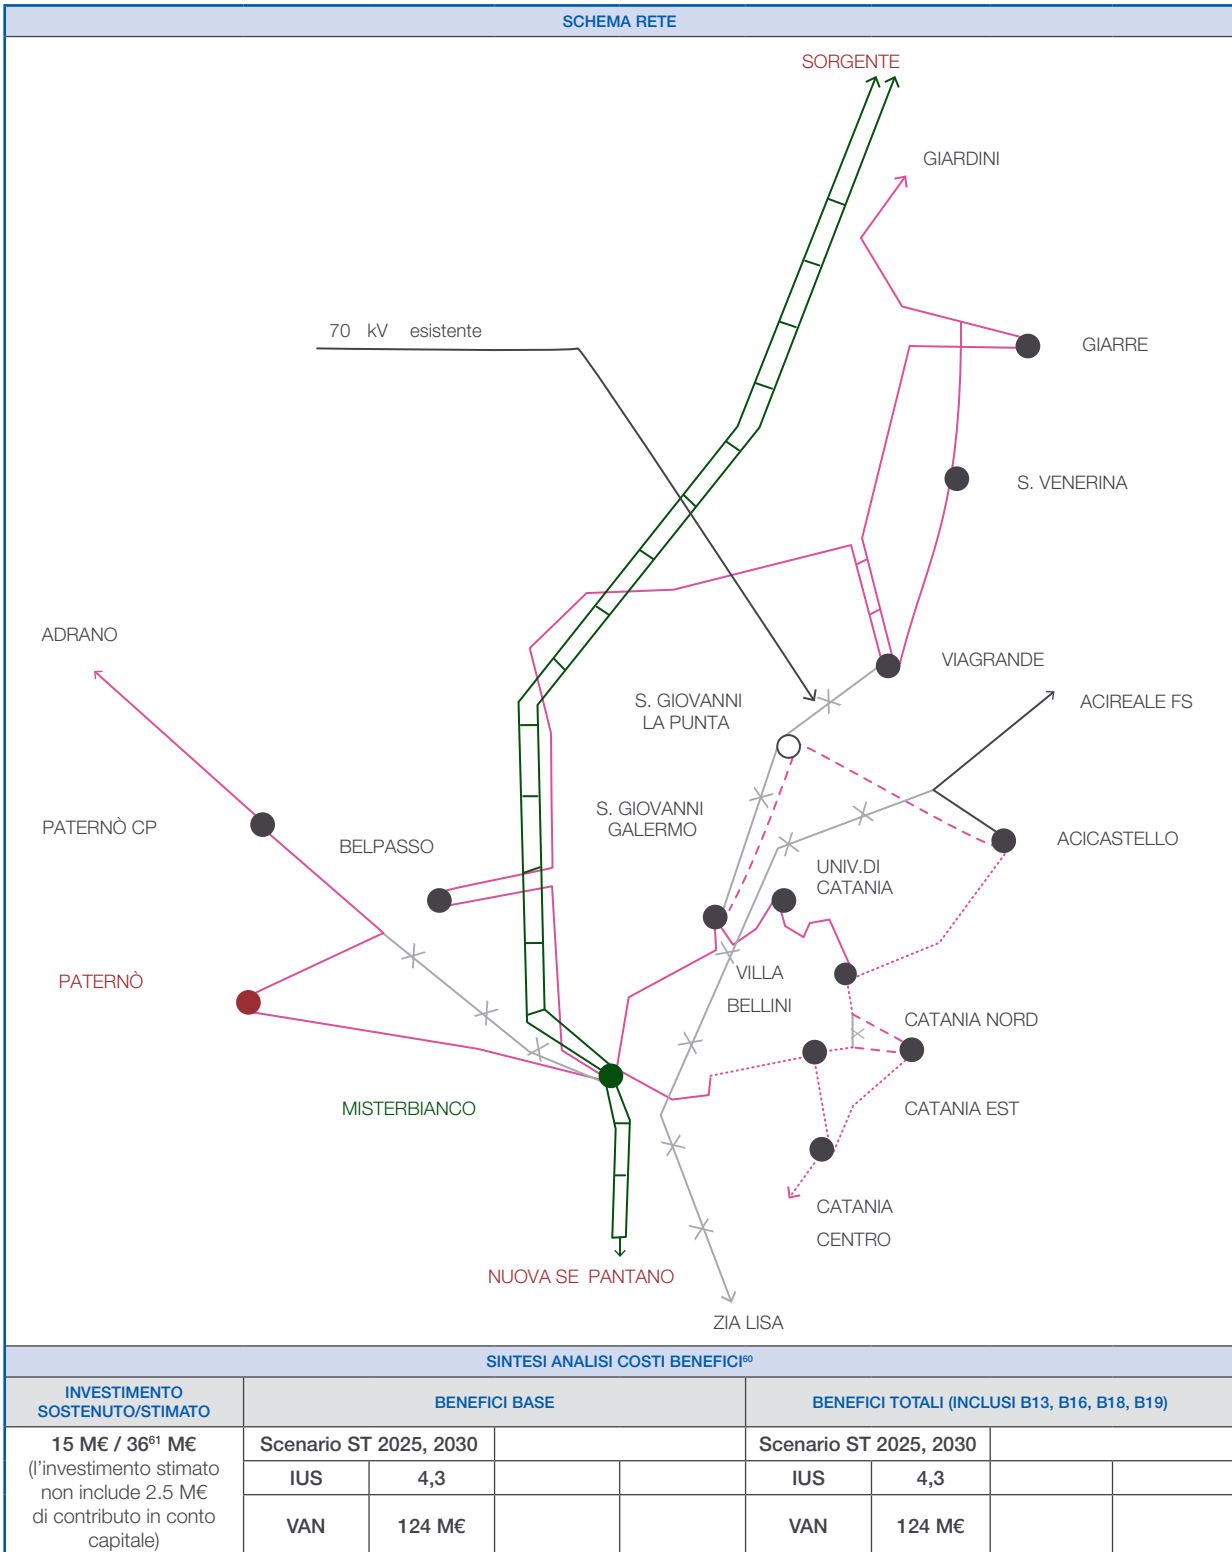 SCHEMA RETE
SORGENTE
GIARDINI
70 kV esistente
GIARRE
S. VENERINA
ADRANO
VIAGRANDE
S. GIOVANNI
LA PUNTA
ACIREALE FS
PATERNÒ CP
BELPASSO
S. GIOVANNI
GALERMO
ACICASTELLO
UNIV.DI
CATANIA
PATERNÒ
VILLA
BELLINI
CATANIA NORD
MISTERBIANCO
CATANIA EST
CATANIA
CENTRO
NUOVA SE PANTANO
ZIA LISA
SINTESI ANALISI COSTI BENEFICI60
INVESTIMENTO
SOSTENUTO/STIMATO
BENEFICI BASE
BENEFICI TOTALI (INCLUSI B13, B16, B18, B19)
15 M€ / 3661 M€
(l'investimento stimato
non include 2.5 M€
di contributo in conto
capitale)
Scenario ST 2025, 2030
Scenario ST 2025, 2030
IUS 4,3
IUS 4,3
VAN 124 M€
VAN 124 M€